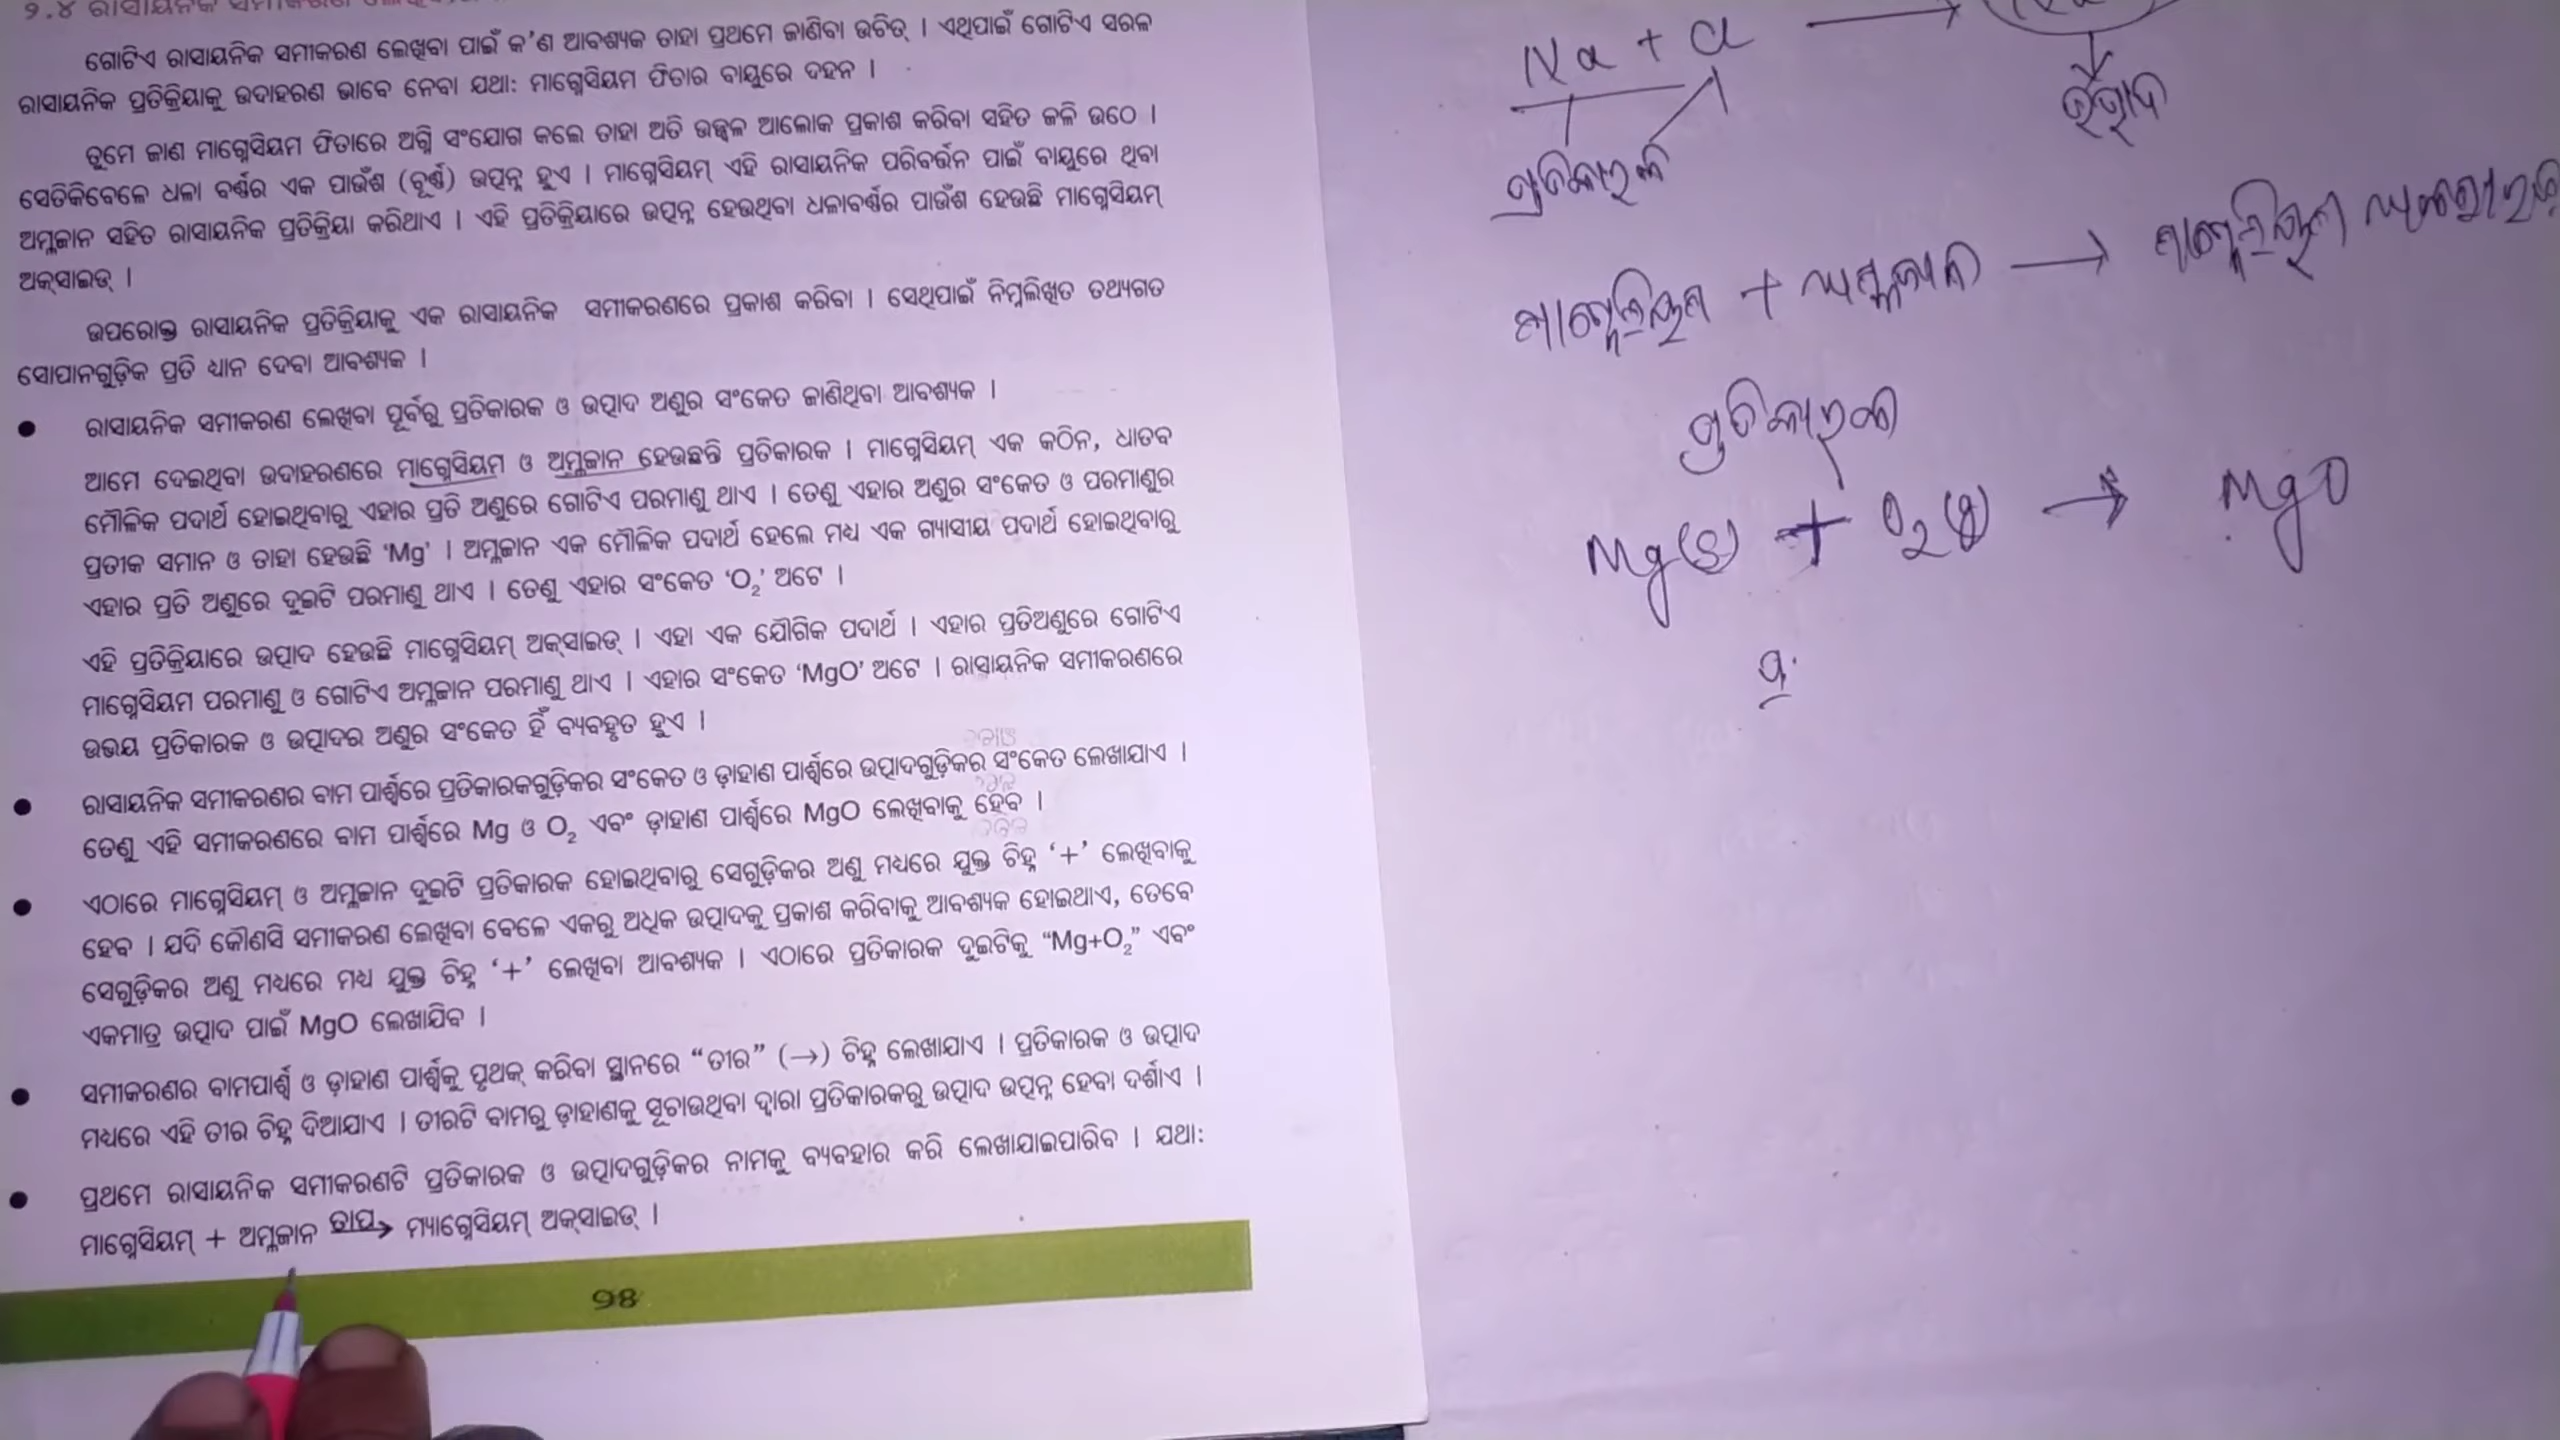 ୨.୪ ରାସାୟନିକ ସମୀକରଣ
ଗୋଟିଏ ରାସାୟନିକ ସମୀକରଣ ଲେଖିବା ପାଇଁ କ'ଣ ଆବଶ୍ୟକ ତାହା ପ୍ରଥମେ ଜାଣିବା ଉଚିତ୍ । ଏଥିପାଇଁ ଗୋଟିଏ ସରଳ
ରାସାୟନିକ ପ୍ରତିକ୍ରିୟାକୁ ଉଦାହରଣ ଭାବେ ନେବା ଯଥା: ମାଗ୍ନେସିୟମ ଫିତାର ବାୟୁରେ ଦହନ ।
ତୁମେ ଜାଣ ମାଗ୍ନେସିୟମ ଫିତାରେ ଅଗ୍ନି ସଂଯୋଗ କଲେ ତାହା ଅତି ଉଜ୍ଜ୍ୱଳ ଆଲୋକ ପ୍ରକାଶ କରିବା ସହିତ ଜଳି ଉଠେ ।
ସେତିକିବେଳେ ଧଳା ବର୍ଣ୍ଣର ଏକ ପାଉଁଶ (ଚୂର୍ଣ୍ଣ) ଉତ୍ପନ୍ନ ହୁଏ । ମାଗ୍ନେସିୟମ୍ ଏହି ରାସାୟନିକ ପରିବର୍ତ୍ତନ ପାଇଁ ବାୟୁରେ ଥିବା
ଅମ୍ଳଜାନ ସହିତ ରାସାୟନିକ ପ୍ରତିକ୍ରିୟା କରିଥାଏ । ଏହି ପ୍ରତିକ୍ରିୟାରେ ଉତ୍ପନ୍ନ ହେଉଥିବା ଧଳାବର୍ଣ୍ଣର ପାଉଁଶ ହେଉଛି ମାଗ୍ନେସିୟମ୍
ଅକ୍‌ସାଇଡ୍ ।
ଉପରୋକ୍ତ ରାସାୟନିକ ପ୍ରତିକ୍ରିୟାକୁ ଏକ ରାସାୟନିକ ସମୀକରଣରେ ପ୍ରକାଶ କରିବା । ସେଥିପାଇଁ ନିମ୍ନଲିଖିତ ତଥ୍ୟଗତ
ସୋପାନଗୁଡ଼ିକ ପ୍ରତି ଧ୍ୟାନ ଦେବା ଆବଶ୍ୟକ ।
● ରାସାୟନିକ ସମୀକରଣ ଲେଖିବା ପୂର୍ବରୁ ପ୍ରତିକାରକ ଓ ଉତ୍ପାଦ ଅଣୁର ସଂକେତ ଜାଣିଥିବା ଆବଶ୍ୟକ ।
ଆମେ ଦେଇଥିବା ଉଦାହରଣରେ ମାଗ୍ନେସିୟମ ଓ ଅମ୍ଳଜାନ ହେଉଛନ୍ତି ପ୍ରତିକାରକ । ମାଗ୍ନେସିୟମ୍ ଏକ କଠିନ, ଧାତବ
ମୌଳିକ ପଦାର୍ଥ ହୋଇଥିବାରୁ ଏହାର ପ୍ରତି ଅଣୁରେ ଗୋଟିଏ ପରମାଣୁ ଥାଏ । ତେଣୁ ଏହାର ଅଣୁର ସଂକେତ ଓ ପରମାଣୁର
ପ୍ରତୀକ ସମାନ ଓ ତାହା ହେଉଛି ‘Mg’ । ଅମ୍ଳଜାନ ଏକ ମୌଳିକ ପଦାର୍ଥ ହେଲେ ମଧ୍ୟ ଏକ ଗ୍ୟାସୀୟ ପଦାର୍ଥ ହୋଇଥିବାରୁ
ଏହାର ପ୍ରତି ଅଣୁରେ ଦୁଇଟି ପରମାଣୁ ଥାଏ । ତେଣୁ ଏହାର ସଂକେତ ‘O₂’ ଅଟେ ।
ଏହି ପ୍ରତିକ୍ରିୟାରେ ଉତ୍ପାଦ ହେଉଛି ମାଗ୍ନେସିୟମ୍ ଅକ୍‌ସାଇଡ୍ । ଏହା ଏକ ଯୌଗିକ ପଦାର୍ଥ । ଏହାର ପ୍ରତିଅଣୁରେ ଗୋଟିଏ
ମାଗ୍ନେସିୟମ ପରମାଣୁ ଓ ଗୋଟିଏ ଅମ୍ଳଜାନ ପରମାଣୁ ଥାଏ । ଏହାର ସଂକେତ ‘MgO’ ଅଟେ । ରାସାୟନିକ ସମୀକରଣରେ
ଉଭୟ ପ୍ରତିକାରକ ଓ ଉତ୍ପାଦର ଅଣୁର ସଂକେତ ହିଁ ବ୍ୟବହୃତ ହୁଏ ।
● ରାସାୟନିକ ସମୀକରଣର ବାମ ପାର୍ଶ୍ୱରେ ପ୍ରତିକାରକଗୁଡ଼ିକର ସଂକେତ ଓ ଡ଼ାହାଣ ପାର୍ଶ୍ୱରେ ଉତ୍ପାଦଗୁଡ଼ିକର ସଂକେତ ଲେଖାଯାଏ ।
ତେଣୁ ଏହି ସମୀକରଣରେ ବାମ ପାର୍ଶ୍ୱରେ Mg ଓ O₂ ଏବଂ ଡ଼ାହାଣ ପାର୍ଶ୍ୱରେ MgO ଲେଖିବାକୁ ହେବ ।
● ଏଠାରେ ମାଗ୍ନେସିୟମ୍ ଓ ଅମ୍ଳଜାନ ଦୁଇଟି ପ୍ରତିକାରକ ହୋଇଥିବାରୁ ସେଗୁଡ଼ିକର ଅଣୁ ମଧ୍ୟରେ ଯୁକ୍ତ ଚିହ୍ନ ‘+’ ଲେଖିବାକୁ
ହେବ । ଯଦି କୌଣସି ସମୀକରଣ ଲେଖିବା ବେଳେ ଏକରୁ ଅଧିକ ଉତ୍ପାଦକୁ ପ୍ରକାଶ କରିବାକୁ ଆବଶ୍ୟକ ହୋଇଥାଏ, ତେବେ
ସେଗୁଡ଼ିକର ଅଣୁ ମଧ୍ୟରେ ମଧ୍ୟ ଯୁକ୍ତ ଚିହ୍ନ ‘+’ ଲେଖିବା ଆବଶ୍ୟକ । ଏଠାରେ ପ୍ରତିକାରକ ଦୁଇଟିକୁ “Mg+O₂” ଏବଂ
ଏକମାତ୍ର ଉତ୍ପାଦ ପାଇଁ MgO ଲେଖାଯିବ ।
● ସମୀକରଣର ବାମପାର୍ଶ୍ୱ ଓ ଡ଼ାହାଣ ପାର୍ଶ୍ୱକୁ ପୃଥକ୍ କରିବା ସ୍ଥାନରେ “ତୀର” (→) ଚିହ୍ନ ଲେଖାଯାଏ । ପ୍ରତିକାରକ ଓ ଉତ୍ପାଦ
ମଧ୍ୟରେ ଏହି ତୀର ଚିହ୍ନ ଦିଆଯାଏ । ତୀରଟି ବାମରୁ ଡ଼ାହାଣକୁ ସୂଚାଉଥିବା ଦ୍ୱାରା ପ୍ରତିକାରକରୁ ଉତ୍ପାଦ ଉତ୍ପନ୍ନ ହେବା ଦର୍ଶାଏ ।
● ପ୍ରଥମେ ରାସାୟନିକ ସମୀକରଣଟି ପ୍ରତିକାରକ ଓ ଉତ୍ପାଦଗୁଡ଼ିକର ନାମକୁ ବ୍ୟବହାର କରି ଲେଖାଯାଇପାରିବ । ଯଥା:
ମାଗ୍ନେସିୟମ୍ + ଅମ୍ଳଜାନ ତାପ→ ମ୍ୟାଗ୍ନେସିୟମ୍ ଅକ୍‌ସାଇଡ୍ ।
୨୫
Na + Cl →
ପ୍ରତିକାରକ
ଉତ୍ପାଦ
ମାଗ୍ନେସିୟମ + ଅମ୍ଳଜାନ → ମାଗ୍ନେସିୟମ ଅକ୍ସାଇଡ
ପ୍ରତିକାରକ
Mg(s) + O₂(g) → MgO